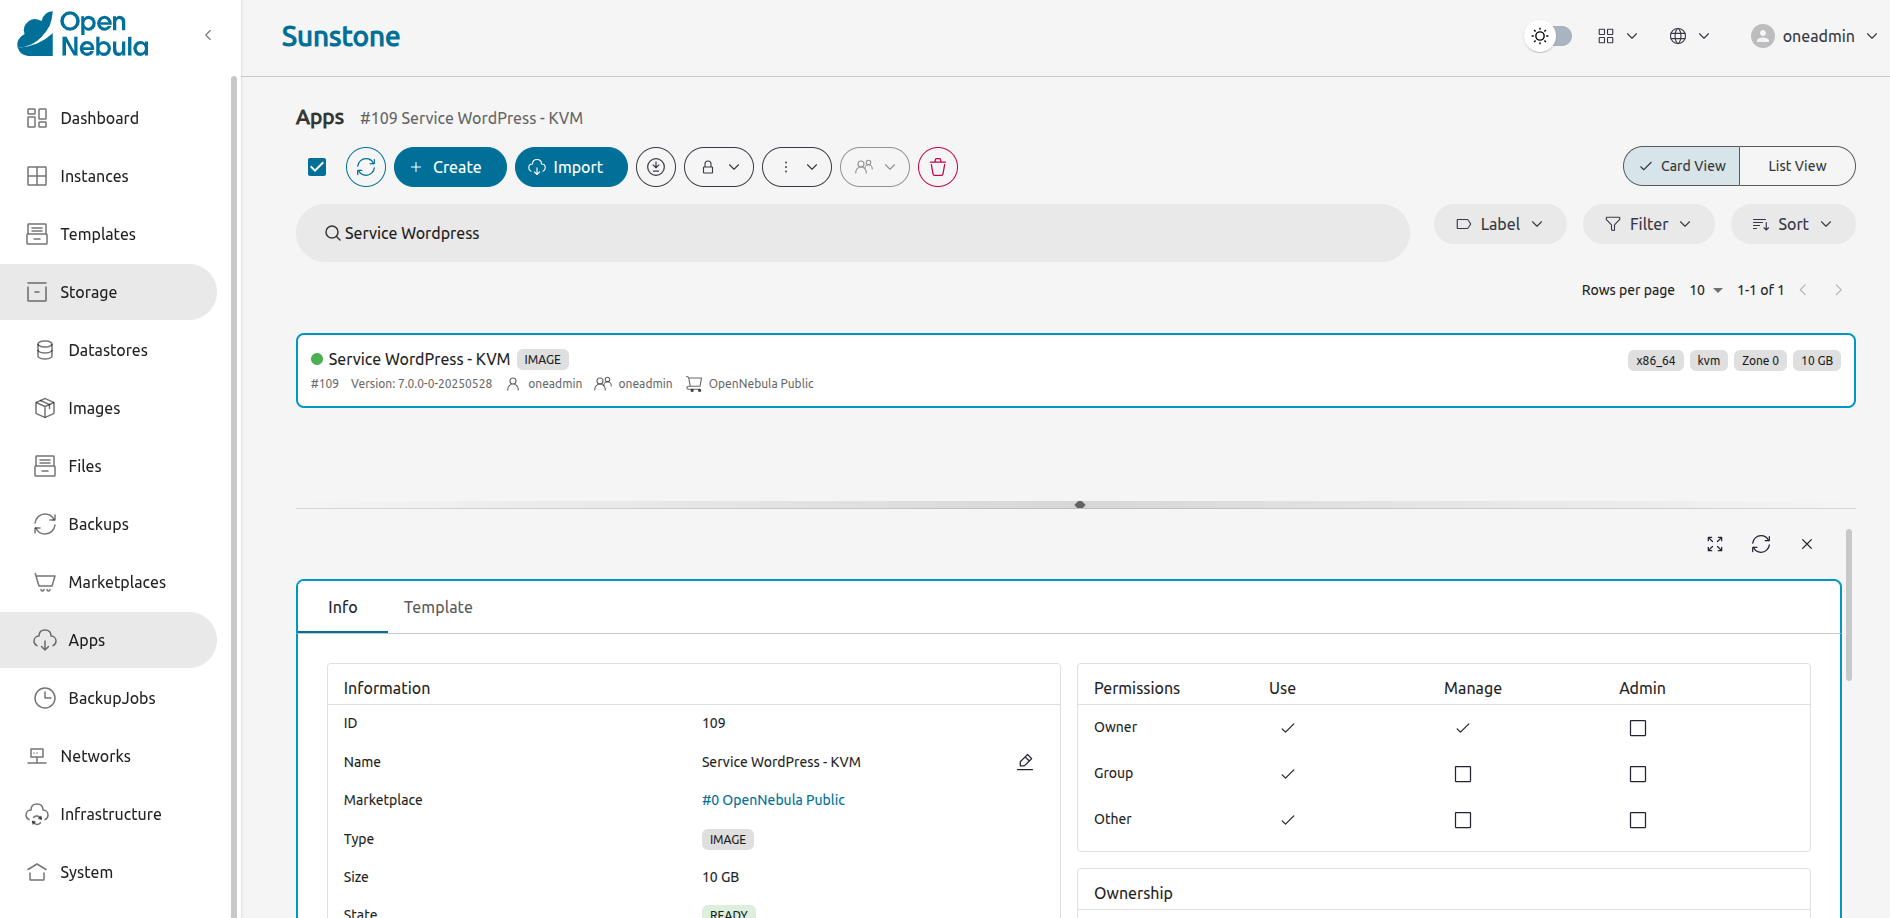 Open
Nebula
Sunstone
oneadmin
Dashboard
Instances
Templates
Storage
Datastores
Images
Files
Backups
Marketplaces
Apps
BackupJobs
Networks
Infrastructure
System
Apps #109 Service WordPress - KVM
+ Create Import
Card View List View
Service Wordpress
Label Filter Sort
Rows per page 10 1-1 of 1
Service WordPress - KVM IMAGE
x86_64 kvm Zone 0 10 GB
#109 Version: 7.0.0-0-20250528 oneadmin oneadmin OpenNebula Public
Info Template
Information
ID 109
Name Service WordPress - KVM
Marketplace #0 OpenNebula Public
Type IMAGE
Size 10 GB
State READY
Permissions Use Manage Admin
Owner
Group
Other
Ownership